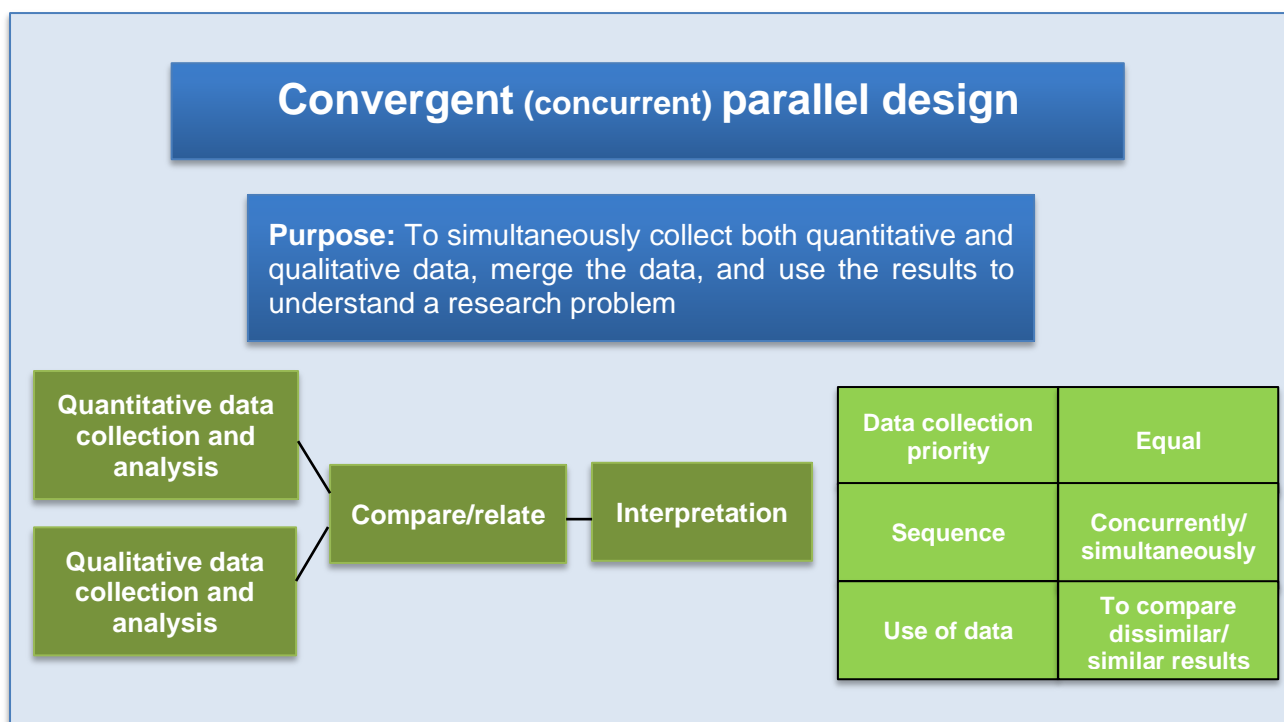 Convergent (concurrent) parallel design
Purpose: To simultaneously collect both quantitative and
qualitative data, merge the data, and use the results to
understand a research problem
Quantitative data
collection and
analysis
Qualitative data
collection and
analysis
Compare/relate
Interpretation
Data collection
priority
Equal
Sequence
Concurrently/
simultaneously
Use of data
To compare
dissimilar/
similar results